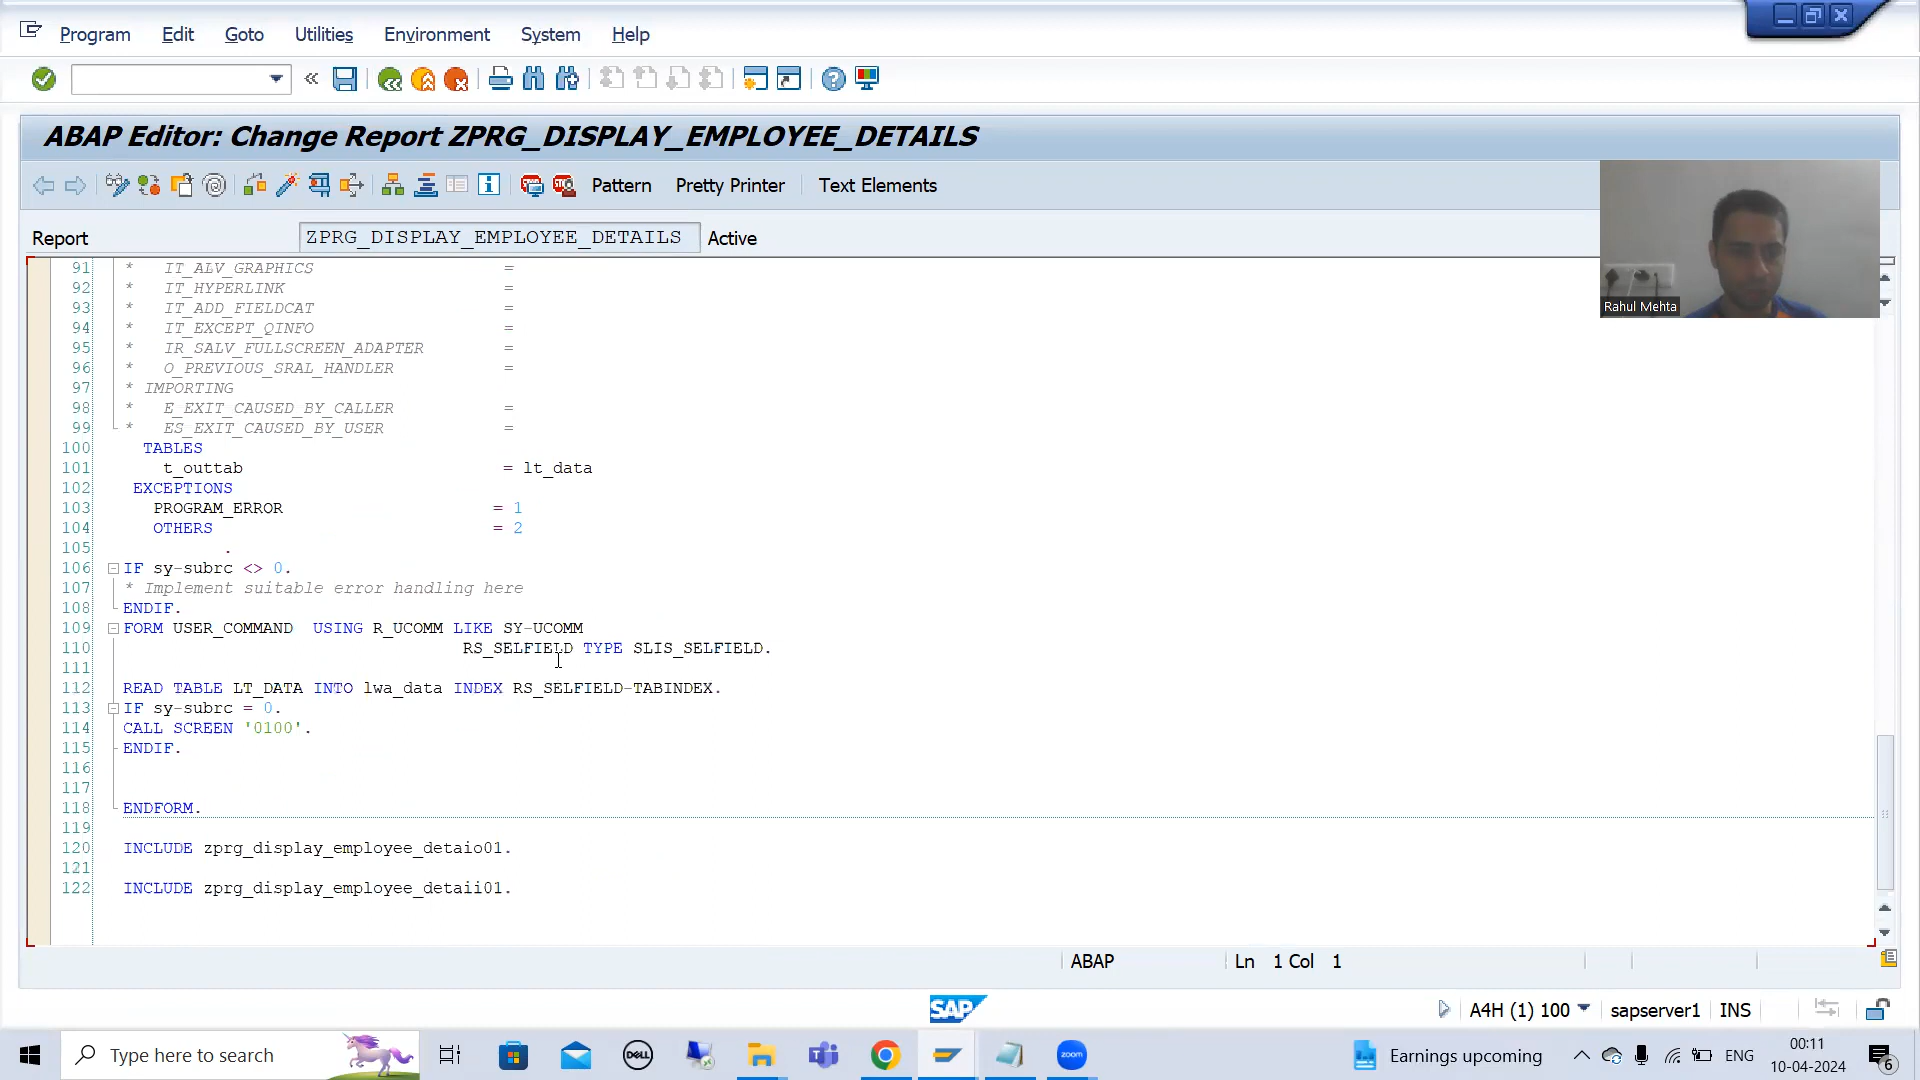 Program Edit Goto Utilities Environment System Help
ABAP Editor: Change Report ZPRG_DISPLAY_EMPLOYEE_DETAILS
Pattern Pretty Printer Text Elements
Report ZPRG_DISPLAY_EMPLOYEE_DETAILS Active
Rahul Mehta
91 * IT_ALV_GRAPHICS =
92 * IT_HYPERLINK =
93 * IT_ADD_FIELDCAT =
94 * IT_EXCEPT_QINFO =
95 * IR_SALV_FULLSCREEN_ADAPTER =
96 * O_PREVIOUS_SRAL_HANDLER =
97 * IMPORTING
98 * E_EXIT_CAUSED_BY_CALLER =
99 * ES_EXIT_CAUSED_BY_USER =
100 TABLES
101 t_outtab = lt_data
102 EXCEPTIONS
103 PROGRAM_ERROR = 1
104 OTHERS = 2
105 .
106 IF sy-subrc <> 0.
107 * Implement suitable error handling here
108 ENDIF.
109 FORM USER_COMMAND USING R_UCOMM LIKE SY-UCOMM
110 RS_SELFIELD TYPE SLIS_SELFIELD.
111
112 READ TABLE LT_DATA INTO lwa_data INDEX RS_SELFIELD-TABINDEX.
113 IF sy-subrc = 0.
114 CALL SCREEN '0100'.
115 ENDIF.
116
117
118 ENDFORM.
119
120 INCLUDE zprg_display_employee_detaio01.
121
122 INCLUDE zprg_display_employee_detaii01.
ABAP Ln 1 Col 1
SAP
A4H (1) 100 sapserver1 INS
Type here to search
DELL
zoom
Earnings upcoming
ENG
00:11
10-04-2024
6